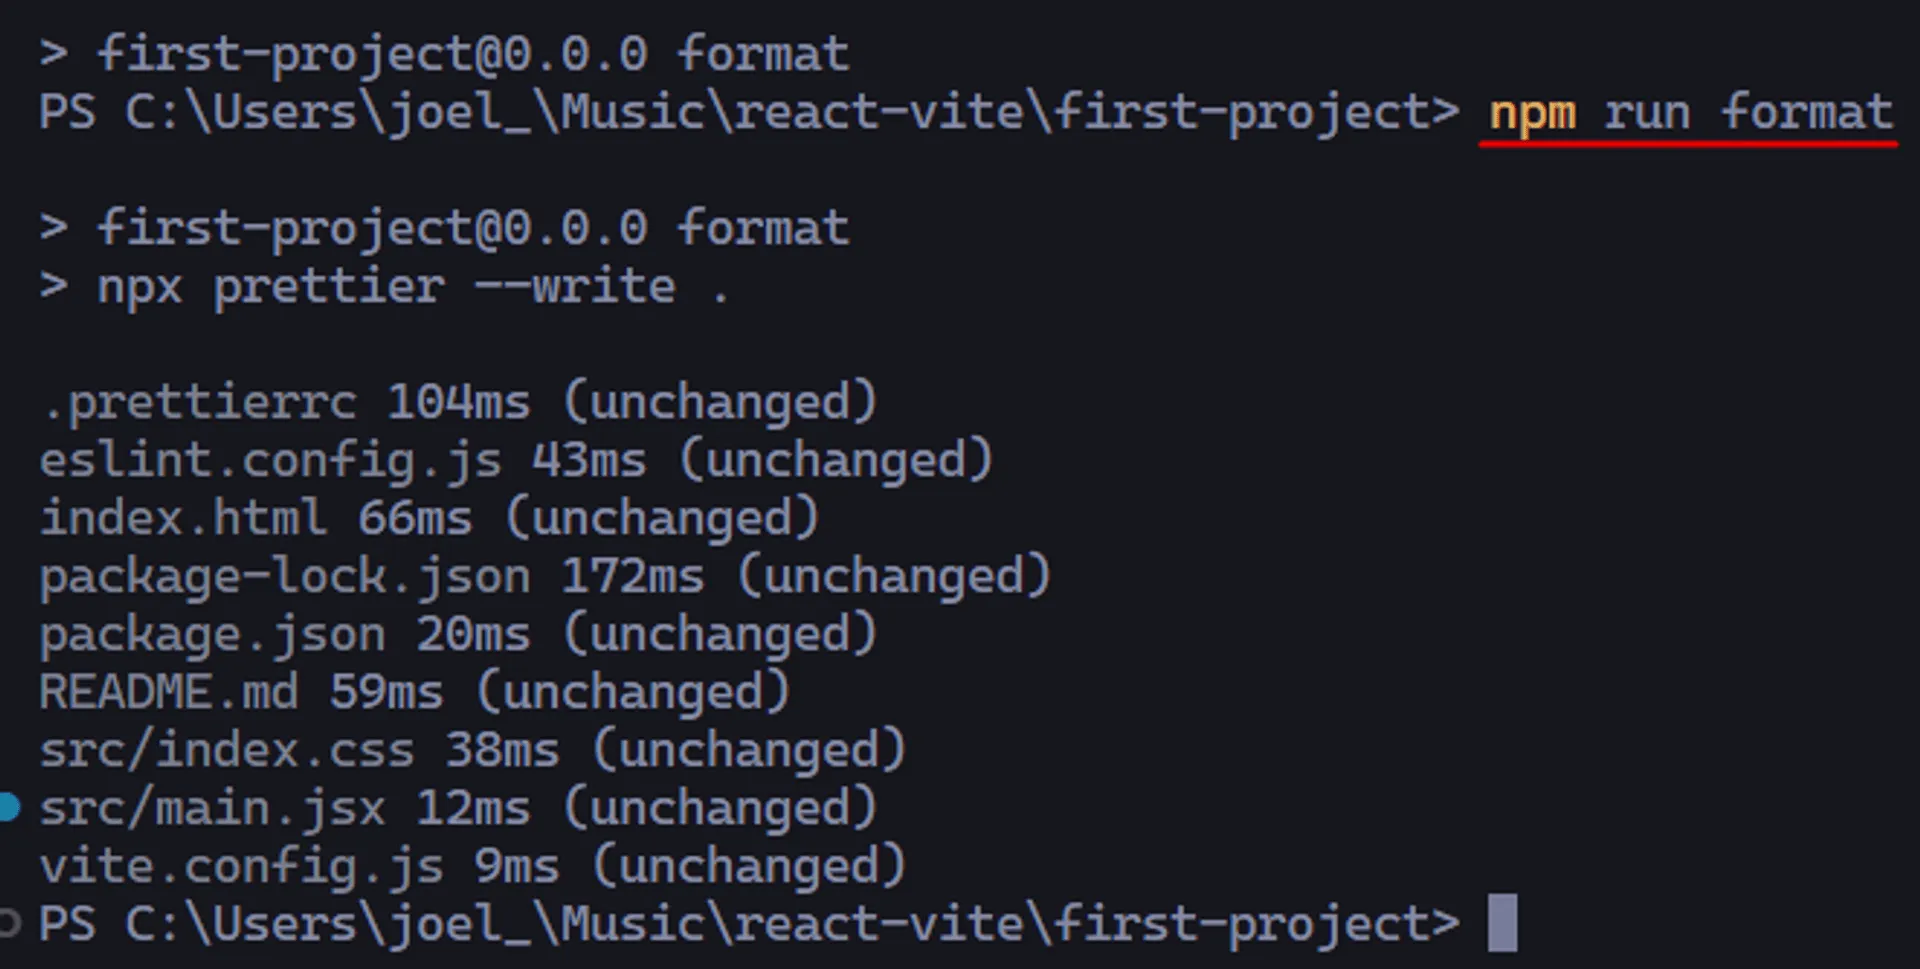 > first-project@0.0.0 format
PS C:\Users\joel_\Music\react-vite\first-project> npm run format
> first-project@0.0.0 format
> npx prettier --write .
.prettierrc 104ms (unchanged)
eslint.config.js 43ms (unchanged)
index.html 66ms (unchanged)
package-lock.json 172ms (unchanged)
package.json 20ms (unchanged)
README.md 59ms (unchanged)
src/index.css 38ms (unchanged)
src/main.jsx 12ms (unchanged)
vite.config.js 9ms (unchanged)
PS C:\Users\joel_\Music\react-vite\first-project>